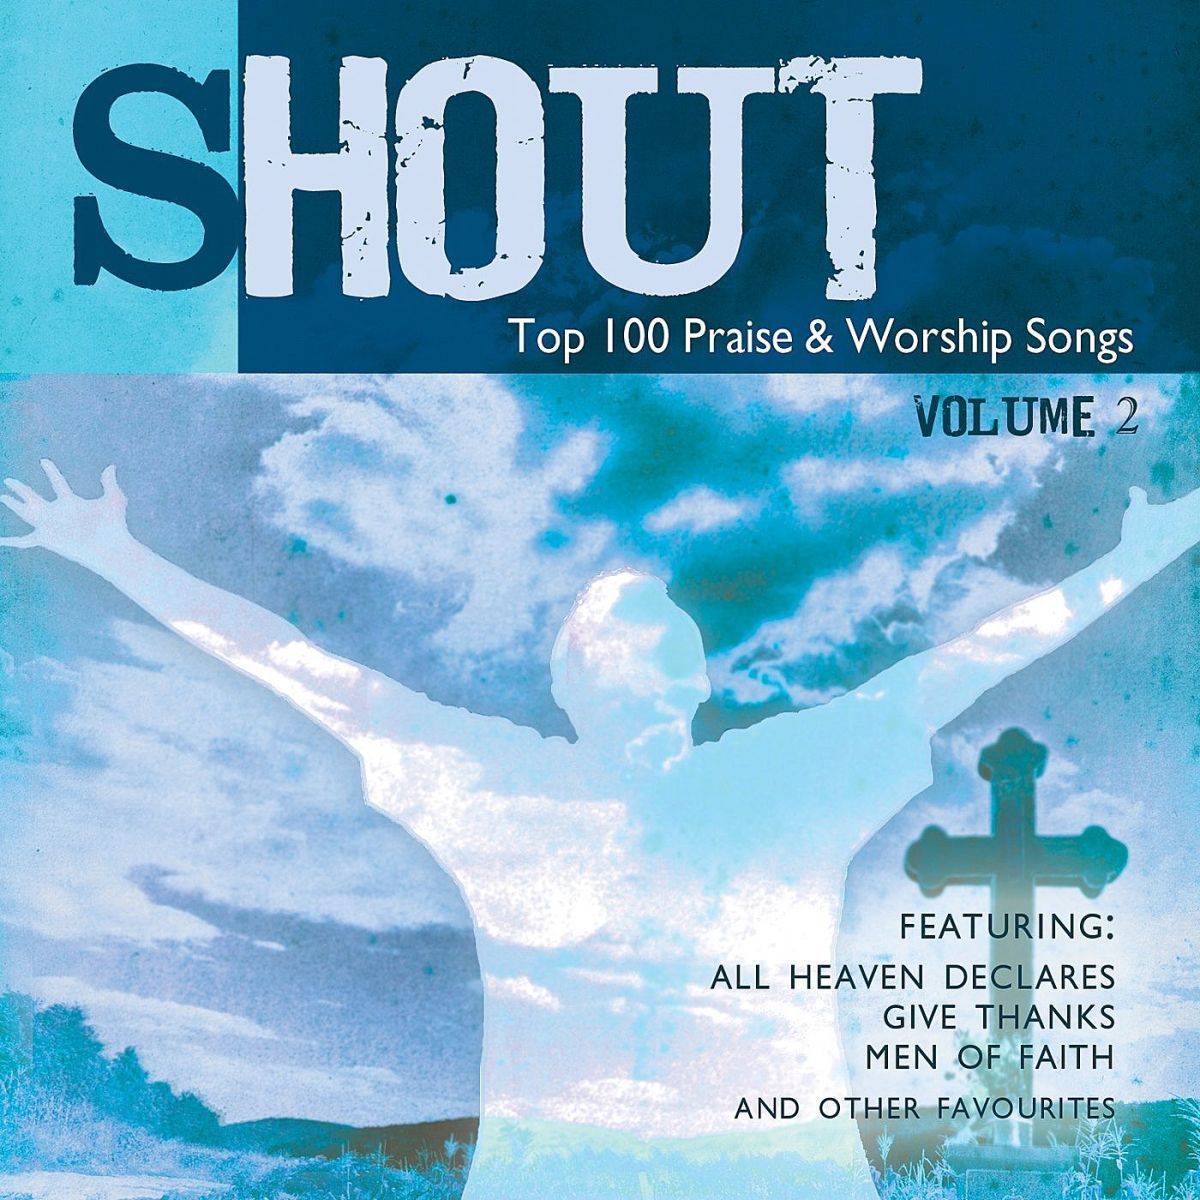 SHOUT
Top 100 Praise & Worship Songs
VOLUME 2
FEATURING:
ALL HEAVEN DECLARES
GIVE THANKS
MEN OF FAITH
AND OTHER FAVOURITES